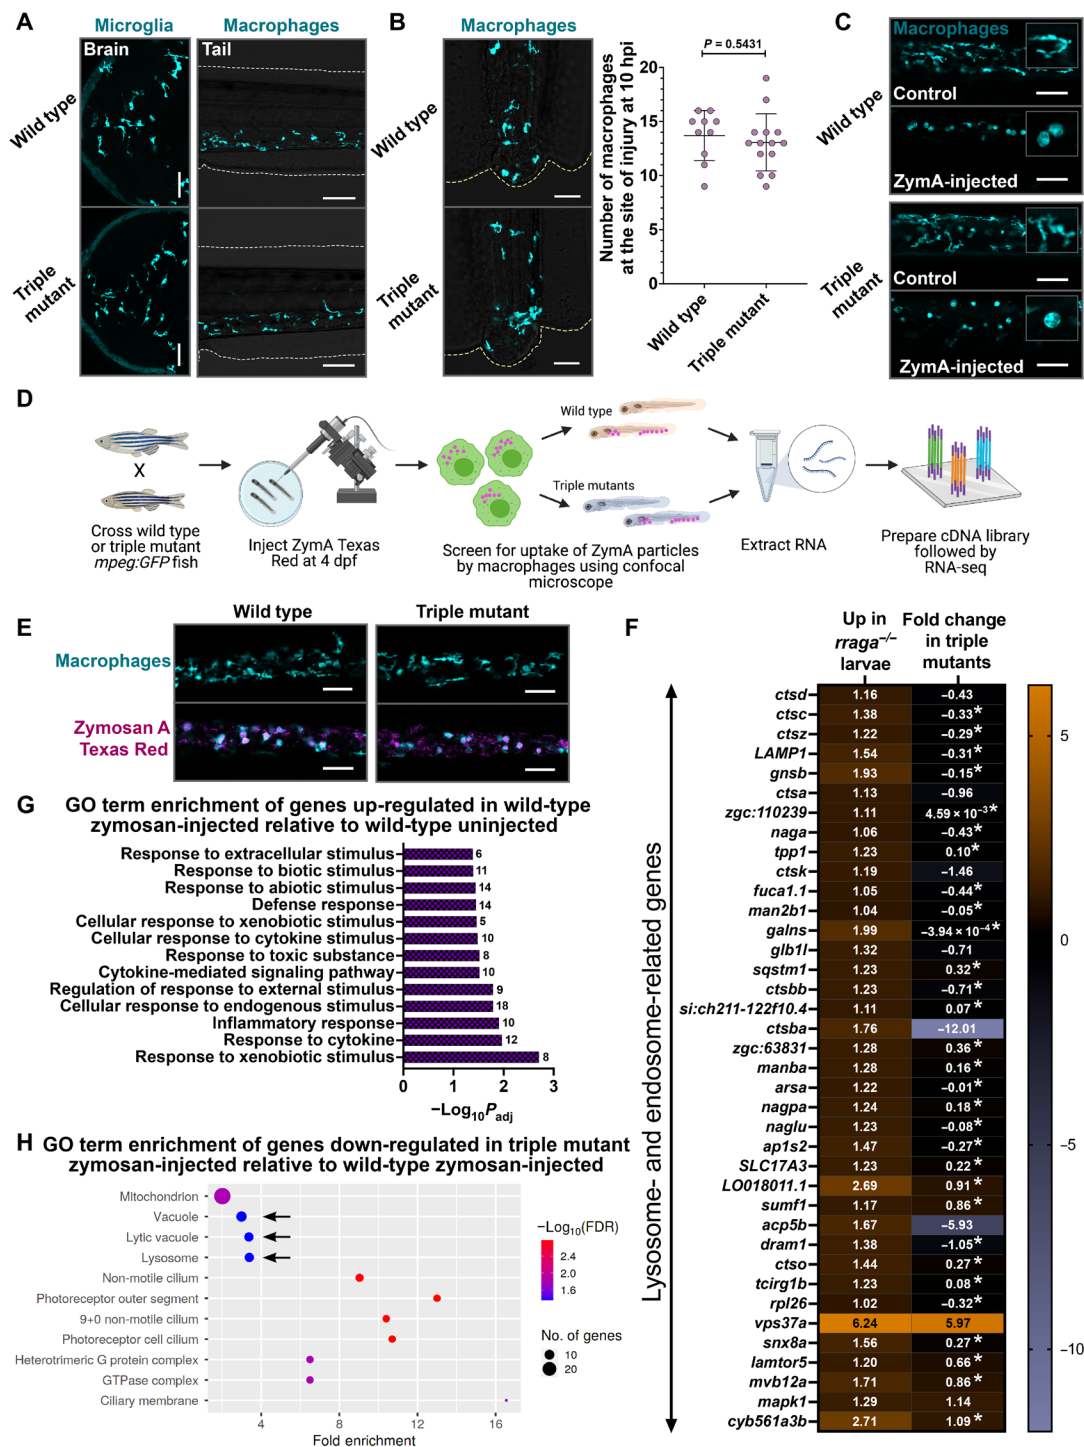 A
Microglia
Macrophages
Brain
Tail
Wild type
Triple
mutant
B
Macrophages
Wild type
Triple
mutant
P = 0.5431
Number of macrophages
at the site of injury at 10 hpi
20
15
10
5
0
Wild type
Triple mutant
C
Macrophages
Control
ZymA-injected
Control
ZymA-injected
Wild type
Triple
mutant
D
X
Cross wild type
or triple mutant
mpeg:GFP fish
Inject ZymA Texas
Red at 4 dpf
Wild type
Triple mutants
Screen for uptake of ZymA particles
by macrophages using confocal
microscope
Extract RNA
Prepare cDNA library
followed by
RNA-seq
E
Wild type
Triple mutant
Macrophages
Zymosan A
Texas Red
F
Up in
rraga–/–
larvae
Fold change
in triple
mutants
Lysosome- and endosome-related genes
ctsd 1.16 –0.43
ctsc 1.38 –0.33*
ctsz 1.22 –0.29*
LAMP1 1.54 –0.31*
gnsb 1.93 –0.15*
ctsa 1.13 –0.96
zgc:110239 1.11 4.59 × 10–3*
naga 1.06 –0.43*
tpp1 1.23 0.10*
ctsk 1.19 –1.46
fuca1.1 1.05 –0.44*
man2b1 1.04 –0.05*
galns 1.99 –3.94 × 10–4*
glb1l 1.32 –0.71
sqstm1 1.23 0.32*
ctsbb 1.23 –0.71*
si:ch211-122f10.4 1.11 0.07*
ctsba 1.76 –12.01
zgc:63831 1.28 0.36*
manba 1.28 0.16*
arsa 1.22 –0.01*
nagpa 1.24 0.18*
naglu 1.23 –0.08*
ap1s2 1.47 –0.27*
SLC17A3 1.23 0.22*
LO018011.1 2.69 0.91*
sumf1 1.17 0.86*
acp5b 1.67 –5.93
dram1 1.38 –1.05*
ctso 1.44 0.27*
tcirg1b 1.23 0.08*
rpl26 1.02 –0.32*
vps37a 6.24 5.97
snx8a 1.56 0.27*
lamtor5 1.20 0.66*
mvb12a 1.71 0.86*
mapk1 1.29 1.14
cyb561a3b 2.71 1.09*
5
0
–5
–10
G
GO term enrichment of genes up-regulated in wild-type
zymosan-injected relative to wild-type uninjected
Response to extracellular stimulus 6
Response to biotic stimulus 11
Response to abiotic stimulus 14
Defense response 14
Cellular response to xenobiotic stimulus 5
Cellular response to cytokine stimulus 10
Response to toxic substance 8
Cytokine-mediated signaling pathway 10
Regulation of response to external stimulus 9
Cellular response to endogenous stimulus 18
Inflammatory response 10
Response to cytokine 12
Response to xenobiotic stimulus 8
0 1 2 3
–Log10Padj
H
GO term enrichment of genes down-regulated in triple mutant
zymosan-injected relative to wild-type zymosan-injected
Mitochondrion
Vacuole
Lytic vacuole
Lysosome
Non-motile cilium
Photoreceptor outer segment
9+0 non-motile cilium
Photoreceptor cell cilium
Heterotrimeric G protein complex
GTPase complex
Ciliary membrane
4 8 12 16
Fold enrichment
–Log10(FDR)
2.4
2.0
1.6
No. of genes
10
20